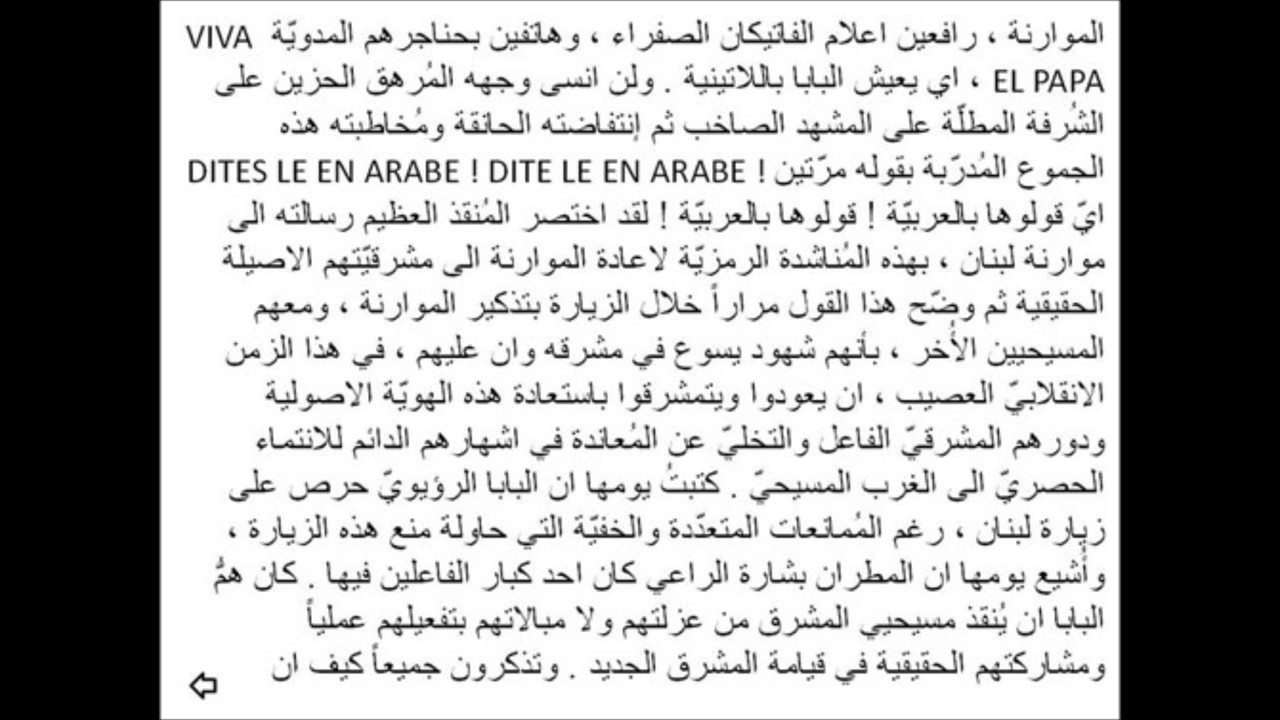 الموارنة ، رافعين اعلام الفاتيكان الصفراء ، وهاتفين بحناجرهم المدويّة VIVA
EL PAPA ، اي يعيش البابا باللاتينية . ولن انسى وجهه المُرهق الحزين على
الشُرفة المطلّة على المشهد الصاخب ثم إنتفاضته الحانقة ومُخاطبته هذه
الجموع المُدرّبة بقوله مرّتين ! DITES LE EN ARABE ! DITE LE EN ARABE
ايّ قولوها بالعربيّة ! قولوها بالعربيّة ! لقد اختصر المُنقذ العظيم رسالته الى
موارنة لبنان ، بهذه المُناشدة الرمزيّة لاعادة الموارنة الى مشرقيّتهم الاصيلة
الحقيقية ثم وضّح هذا القول مراراً خلال الزيارة بتذكير الموارنة ، ومعهم
المسيحيين الأُخر ، بأنهم شهود يسوع في مشرقه وان عليهم ، في هذا الزمن
الانقلابيّ العصيب ، ان يعودوا ويتمشرقوا باستعادة هذه الهويّة الاصولية
ودورهم المشرقيّ الفاعل والتخليّ عن المُعاندة في اشهارهم الدائم للانتماء
الحصريّ الى الغرب المسيحيّ . كتبتُ يومها ان البابا الرؤيويّ حرص على
زيارة لبنان ، رغم المُمانعات المتعدّدة والخفيّة التي حاولة منع هذه الزيارة ،
وأُشيع يومها ان المطران بشارة الراعي كان احد كبار الفاعلين فيها . كان همُّ
البابا ان يُنقذ مسيحيي المشرق من عزلتهم ولا مبالاتهم بتفعيلهم عملياً
ومشاركتهم الحقيقية في قيامة المشرق الجديد . وتذكرون جميعاً كيف ان